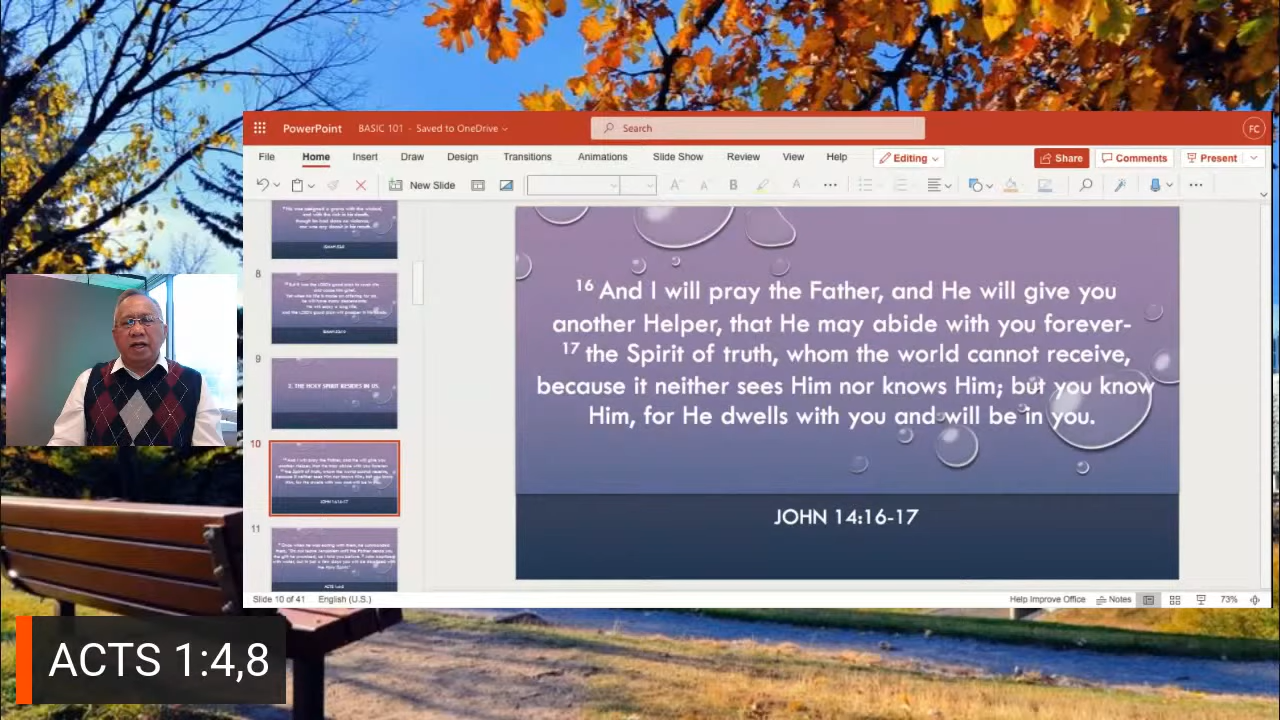 PowerPoint BASIC 101 - Saved to OneDrive Search FC
File Home Insert Draw Design Transitions Animations Slide Show Review View Help Editing Share Comments Present
New Slide B
8
9
2. THE HOLY SPIRIT RESIDES IN US
10
JOHN 14:16-17
11
16 And I will pray the Father, and He will give you
another Helper, that He may abide with you forever-
17 the Spirit of truth, whom the world cannot receive,
because it neither sees Him nor knows Him; but you know
Him, for He dwells with you and will be in you.
JOHN 14:16-17
Slide 10 of 41 English (U.S.) Help Improve Office Notes 73%
ACTS 1:4,8